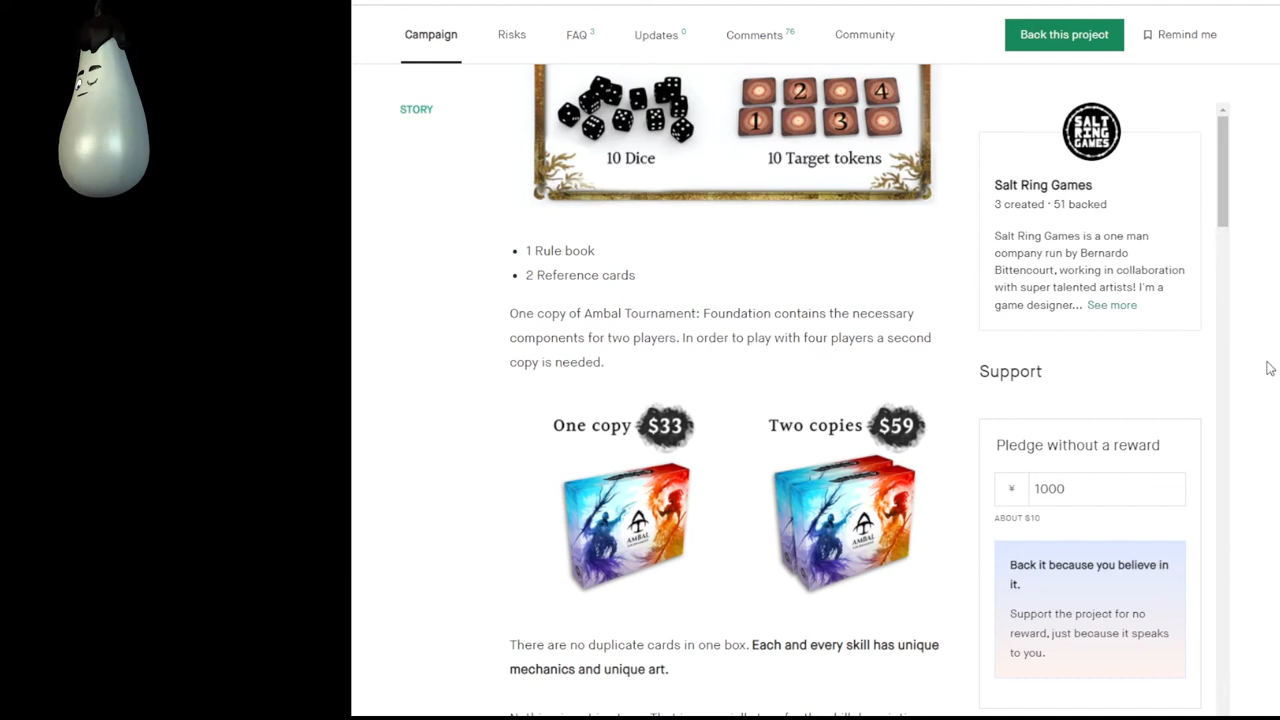 Campaign
Risks
FAQ 3
Updates 0
Comments 76
Community
Back this project
Remind me
STORY
2 4
1 3
10 Dice
10 Target tokens
• 1 Rule book
• 2 Reference cards
One copy of Ambal Tournament: Foundation contains the necessary
components for two players. In order to play with four players a second
copy is needed.
One copy $33
Two copies $59
AMBAL
AMBAL
There are no duplicate cards in one box. Each and every skill has unique
mechanics and unique art.
SALT
RING
GAMES
Salt Ring Games
3 created · 51 backed
Salt Ring Games is a one man
company run by Bernardo
Bittencourt, working in collaboration
with super talented artists! I'm a
game designer... See more
Support
Pledge without a reward
¥ 1000
ABOUT $10
Back it because you believe in
it.
Support the project for no
reward, just because it speaks
to you.